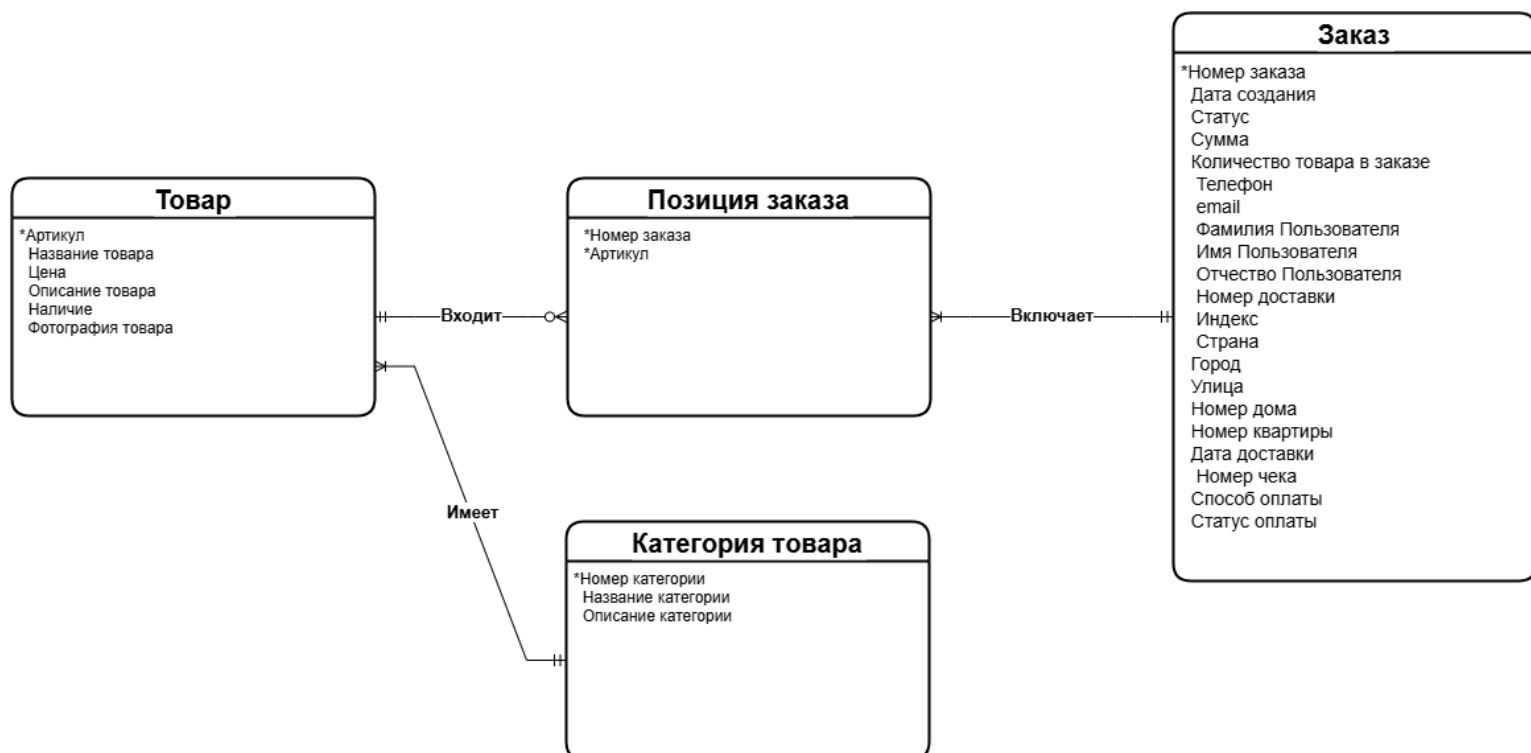 Заказ
*Номер заказа
Дата создания
Статус
Сумма
Количество товара в заказе
Телефон
email
Фамилия Пользователя
Имя Пользователя
Отчество Пользователя
Номер доставки
Индекс
Страна
Город
Улица
Номер дома
Номер квартиры
Дата доставки
Номер чека
Способ оплаты
Статус оплаты
Товар
*Артикул
Название товара
Цена
Описание товара
Наличие
Фотография товара
Входит
Позиция заказа
*Номер заказа
*Артикул
Включает
Имеет
Категория товара
*Номер категории
Название категории
Описание категории